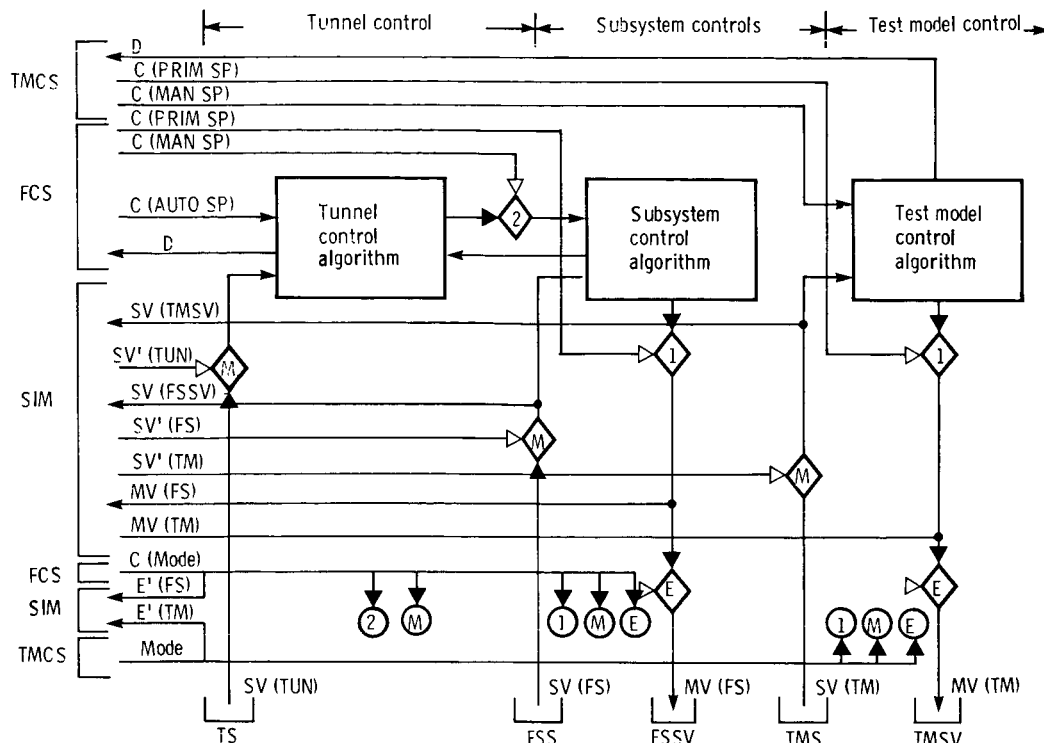 Tunnel control
Subsystem controls
Test model control
TMCS
D
C (PRIM SP)
C (MAN SP)
FCS
C (PRIM SP)
C (MAN SP)
C (AUTO SP)
D
Tunnel
control
algorithm
2
Subsystem
control
algorithm
Test model
control
algorithm
SIM
SV (TMSV)
SV' (TUN)
M
1
1
SV (FSSV)
SV' (FS)
M
SV' (TM)
M
MV (FS)
MV (TM)
FCS
C (Mode)
E' (FS)
SIM
E' (TM)
E
E
2
M
1
M
E
1
M
E
TMCS
Mode
SV (TUN)
SV (FS)
MV (FS)
SV (TM)
MV (TM)
TS
FSS
FSSV
TMS
TMSV